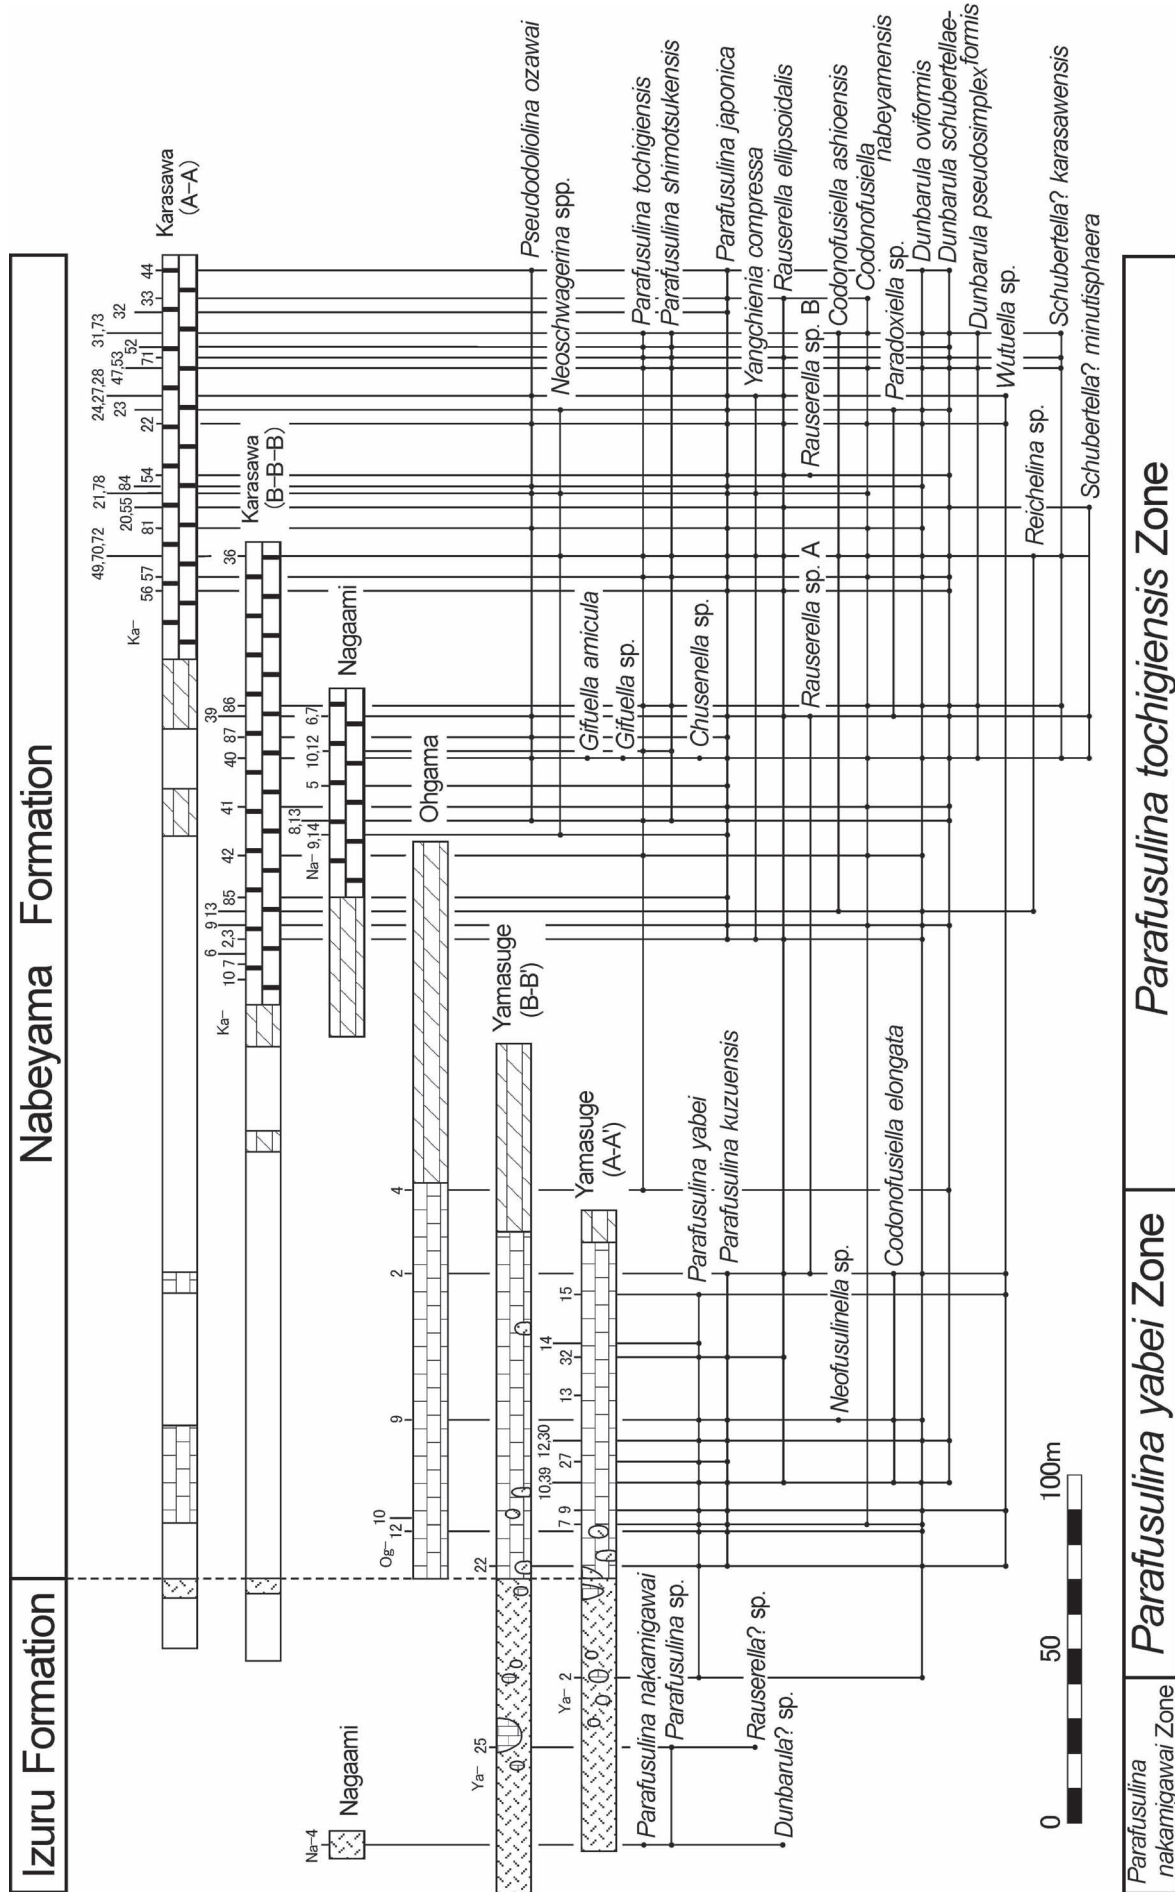 Izuru Formation
Nabeyama Formation
Karasawa
(A-A)
44
33
32
31,73
52
71
47,53
24,27,28
23
22
54
84
21,78
20,55
81
49,70,72
57
56
Ka-
Karasawa
(B-B-B)
36
86
39
87
40
41
42
85
13
9
2,3
6
7
10
Ka-
Nagaami
6,7
10,12
5
8,13
9,14
Na-
Ohgama
4
2
9
10
12
Og-
Yamasuge
(B-B')
22
25
Ya-
Yamasuge
(A-A')
15
14
32
13
12,30
27
10,39
9
7
2
Ya-
Nagaami
Na-4
Pseudodoliolina ozawai
Neoschwagerina spp.
Gifuella amicula
Gifuella sp.
Parafusulina tochigiensis
Parafusulina shimotsukensis
Chusenella sp.
Parafusulina japonica
Yangchienia compressa
Rauserella ellipsoidalis
Rauserella sp. B
Rauserella sp. A
Codonofusiella ashioensis
Codonofusiella
nabeyamensis
Paradoxiella sp.
Dunbarula oviformis
Dunbarula schubertellae-
formis
Dunbarula pseudosimplex
Wutuella sp.
Reichelina sp.
Schubertella? karasawensis
Schubertella? minutisphaera
Parafusulina yabei
Parafusulina kuzuensis
Neofusulinella sp.
Codonofusiella elongata
Parafusulina nakamigawai
Parafusulina sp.
Rauserella? sp.
Dunbarula? sp.
0
50
100m
Parafusulina
nakamigawai Zone
Parafusulina yabei Zone
Parafusulina tochigiensis Zone